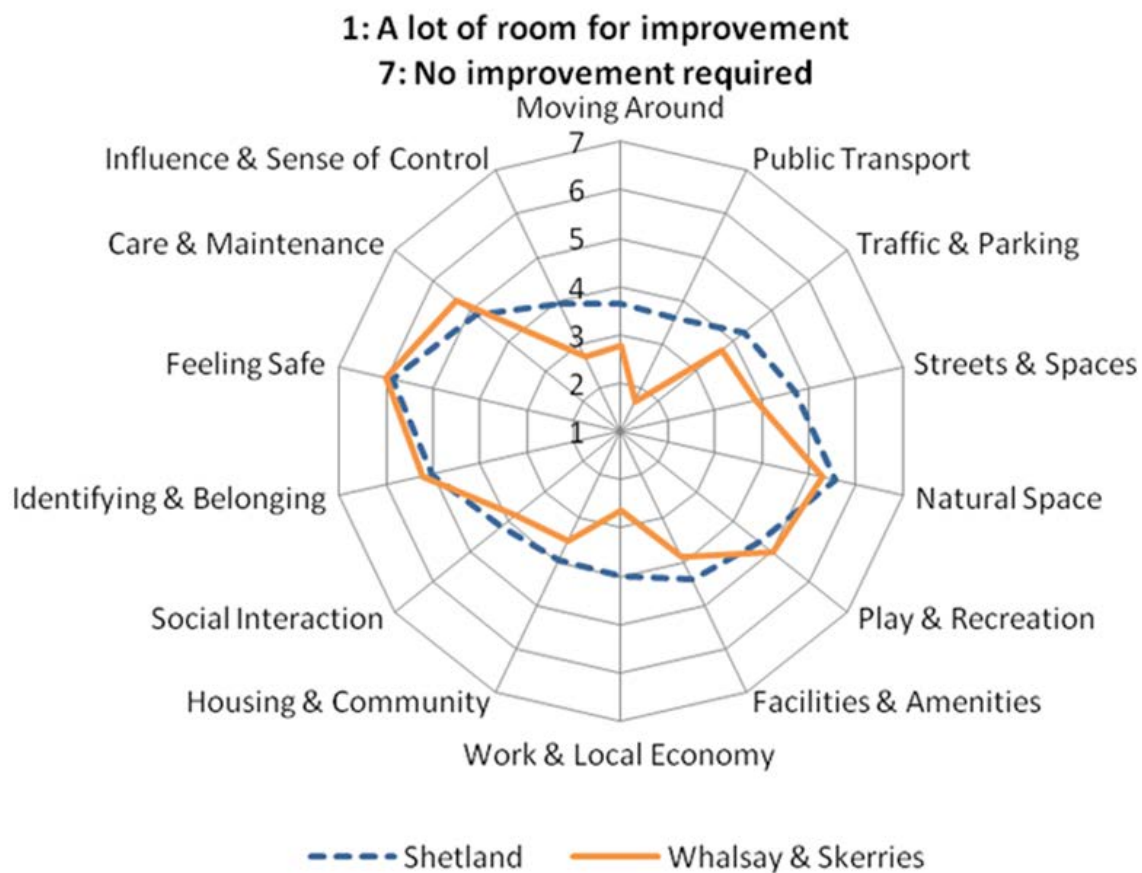 1: A lot of room for improvement
7: No improvement required
Moving Around
7
Influence & Sense of Control
Public Transport
6
Care & Maintenance
Traffic & Parking
5
4
3
Feeling Safe
Streets & Spaces
2
1
Identifying & Belonging
Natural Space
Social Interaction
Play & Recreation
Housing & Community
Facilities & Amenities
Work & Local Economy
Shetland
Whalsay & Skerries